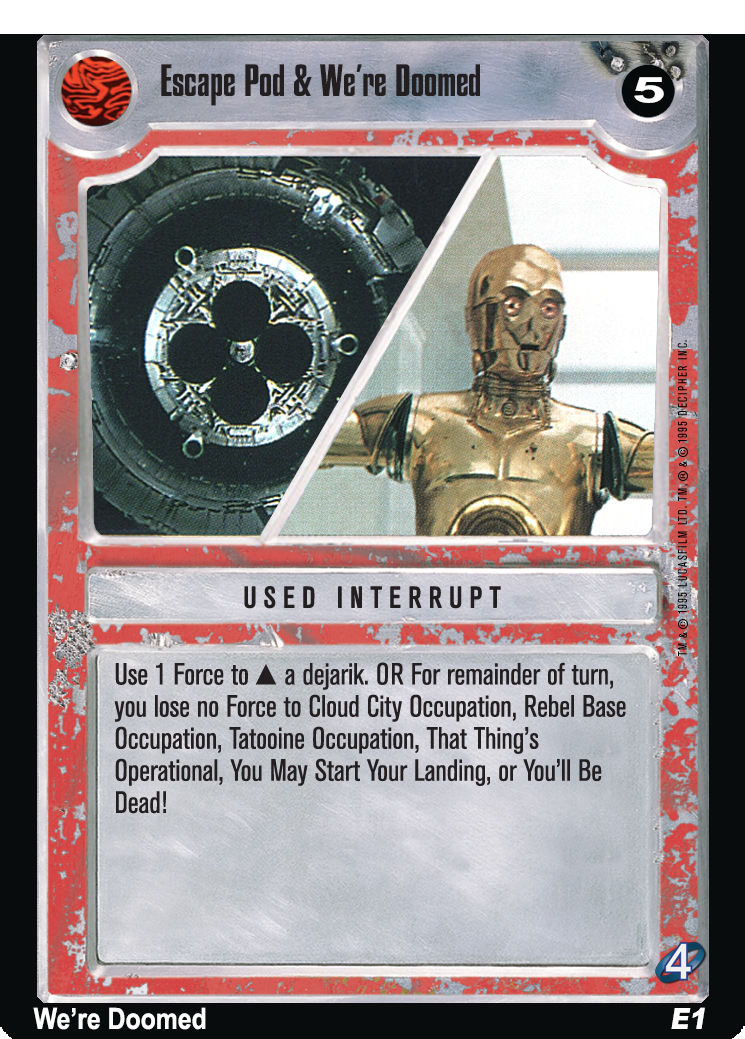 Escape Pod & We're Doomed
5
TM & © 1995 LUCASFILM LTD. TM, ® & © 1995 DECIPHER INC.
USED INTERRUPT
Use 1 Force to ▲ a dejarik. OR For remainder of turn,
you lose no Force to Cloud City Occupation, Rebel Base
Occupation, Tatooine Occupation, That Thing's
Operational, You May Start Your Landing, or You'll Be
Dead!
4
We're Doomed
E1